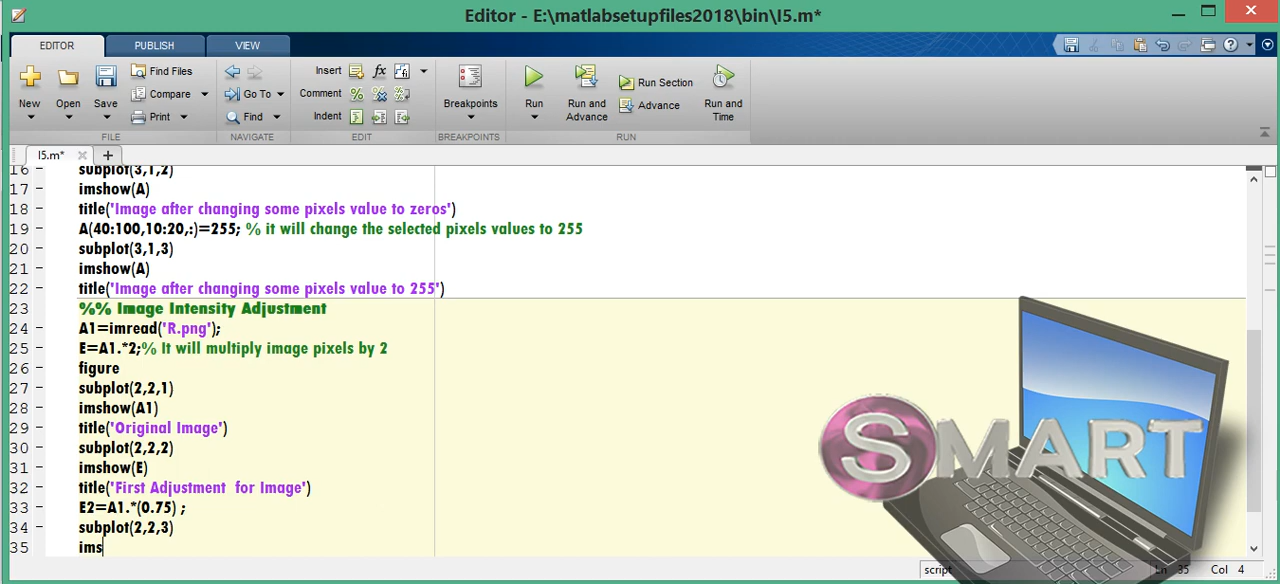 Editor - E:\matlabsetupfiles2018\bin\I5.m*
EDITOR PUBLISH VIEW
New Open Save Find Files Compare Print
FILE
Go To Find
NAVIGATE
Insert fx
Comment
Indent
EDIT
Breakpoints
BREAKPOINTS
Run Run and Advance Run Section Advance Run and Time
RUN
I5.m*
16 - subplot(3,1,2)
17 - imshow(A)
18 - title('Image after changing some pixels value to zeros')
19 - A(40:100,10:20,:)=255; % it will change the selected pixels values to 255
20 - subplot(3,1,3)
21 - imshow(A)
22 - title('Image after changing some pixels value to 255')
23 %% Image Intensity Adjustment
24 - A1=imread('R.png');
25 - E=A1.*2;% It will multiply image pixels by 2
26 - figure
27 - subplot(2,2,1)
28 - imshow(A1)
29 - title('Original Image')
30 - subplot(2,2,2)
31 - imshow(E)
32 - title('First Adjustment  for Image')
33 - E2=A1.*(0.75) ;
34 - subplot(2,2,3)
35 - ims
SMART
script Ln 35 Col 4